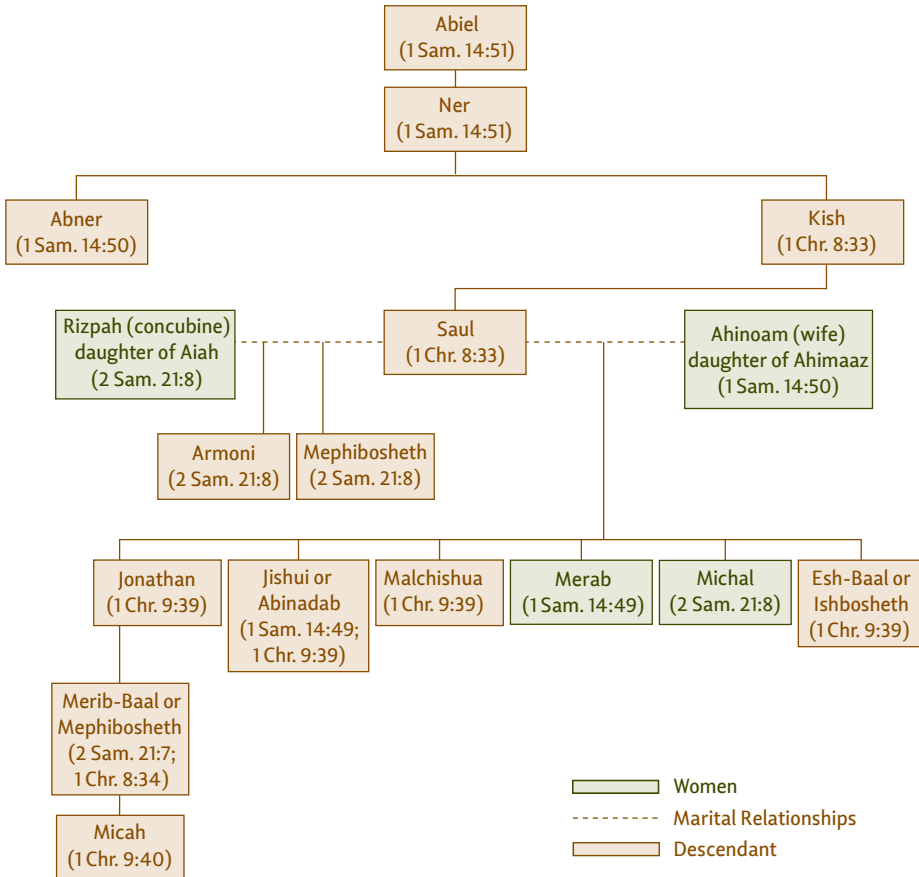 Abiel
(1 Sam. 14:51)
Ner
(1 Sam. 14:51)
Abner
(1 Sam. 14:50)
Kish
(1 Chr. 8:33)
Rizpah (concubine)
daughter of Aiah
(2 Sam. 21:8)
Saul
(1 Chr. 8:33)
Ahinoam (wife)
daughter of Ahimaaz
(1 Sam. 14:50)
Armoni
(2 Sam. 21:8)
Mephibosheth
(2 Sam. 21:8)
Jonathan
(1 Chr. 9:39)
Jishui or
Abinadab
(1 Sam. 14:49;
1 Chr. 9:39)
Malchishua
(1 Chr. 9:39)
Merab
(1 Sam. 14:49)
Michal
(2 Sam. 21:8)
Esh-Baal or
Ishbosheth
(1 Chr. 9:39)
Merib-Baal or
Mephibosheth
(2 Sam. 21:7;
1 Chr. 8:34)
Micah
(1 Chr. 9:40)
Women
Marital Relationships
Descendant